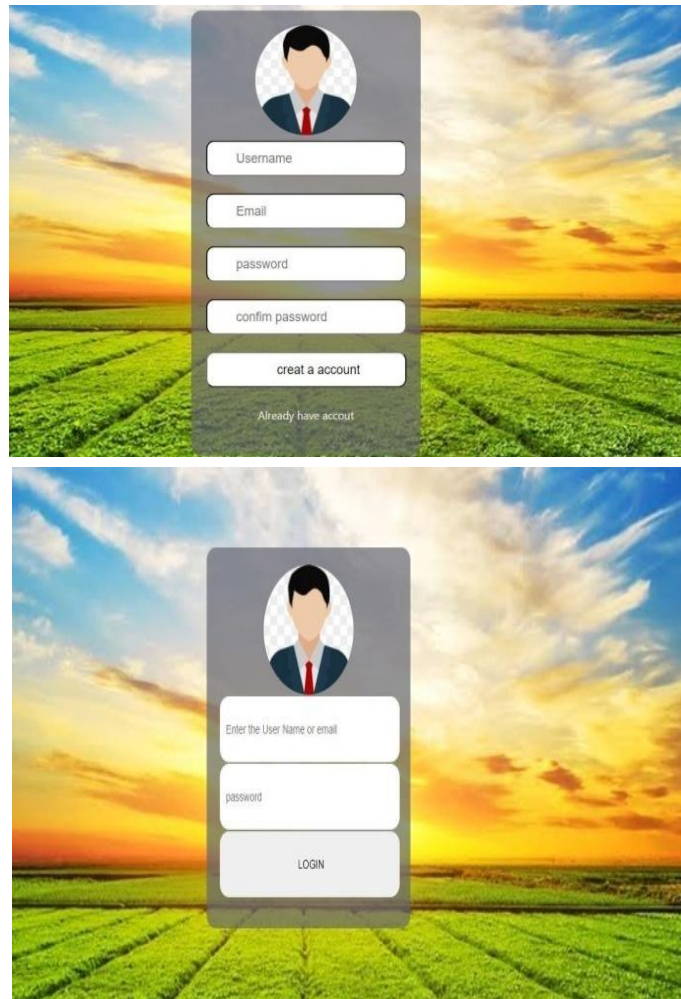 Username
Email
password
confim password
creat a account
Already have accout
Enter the User Name or email
password
LOGIN